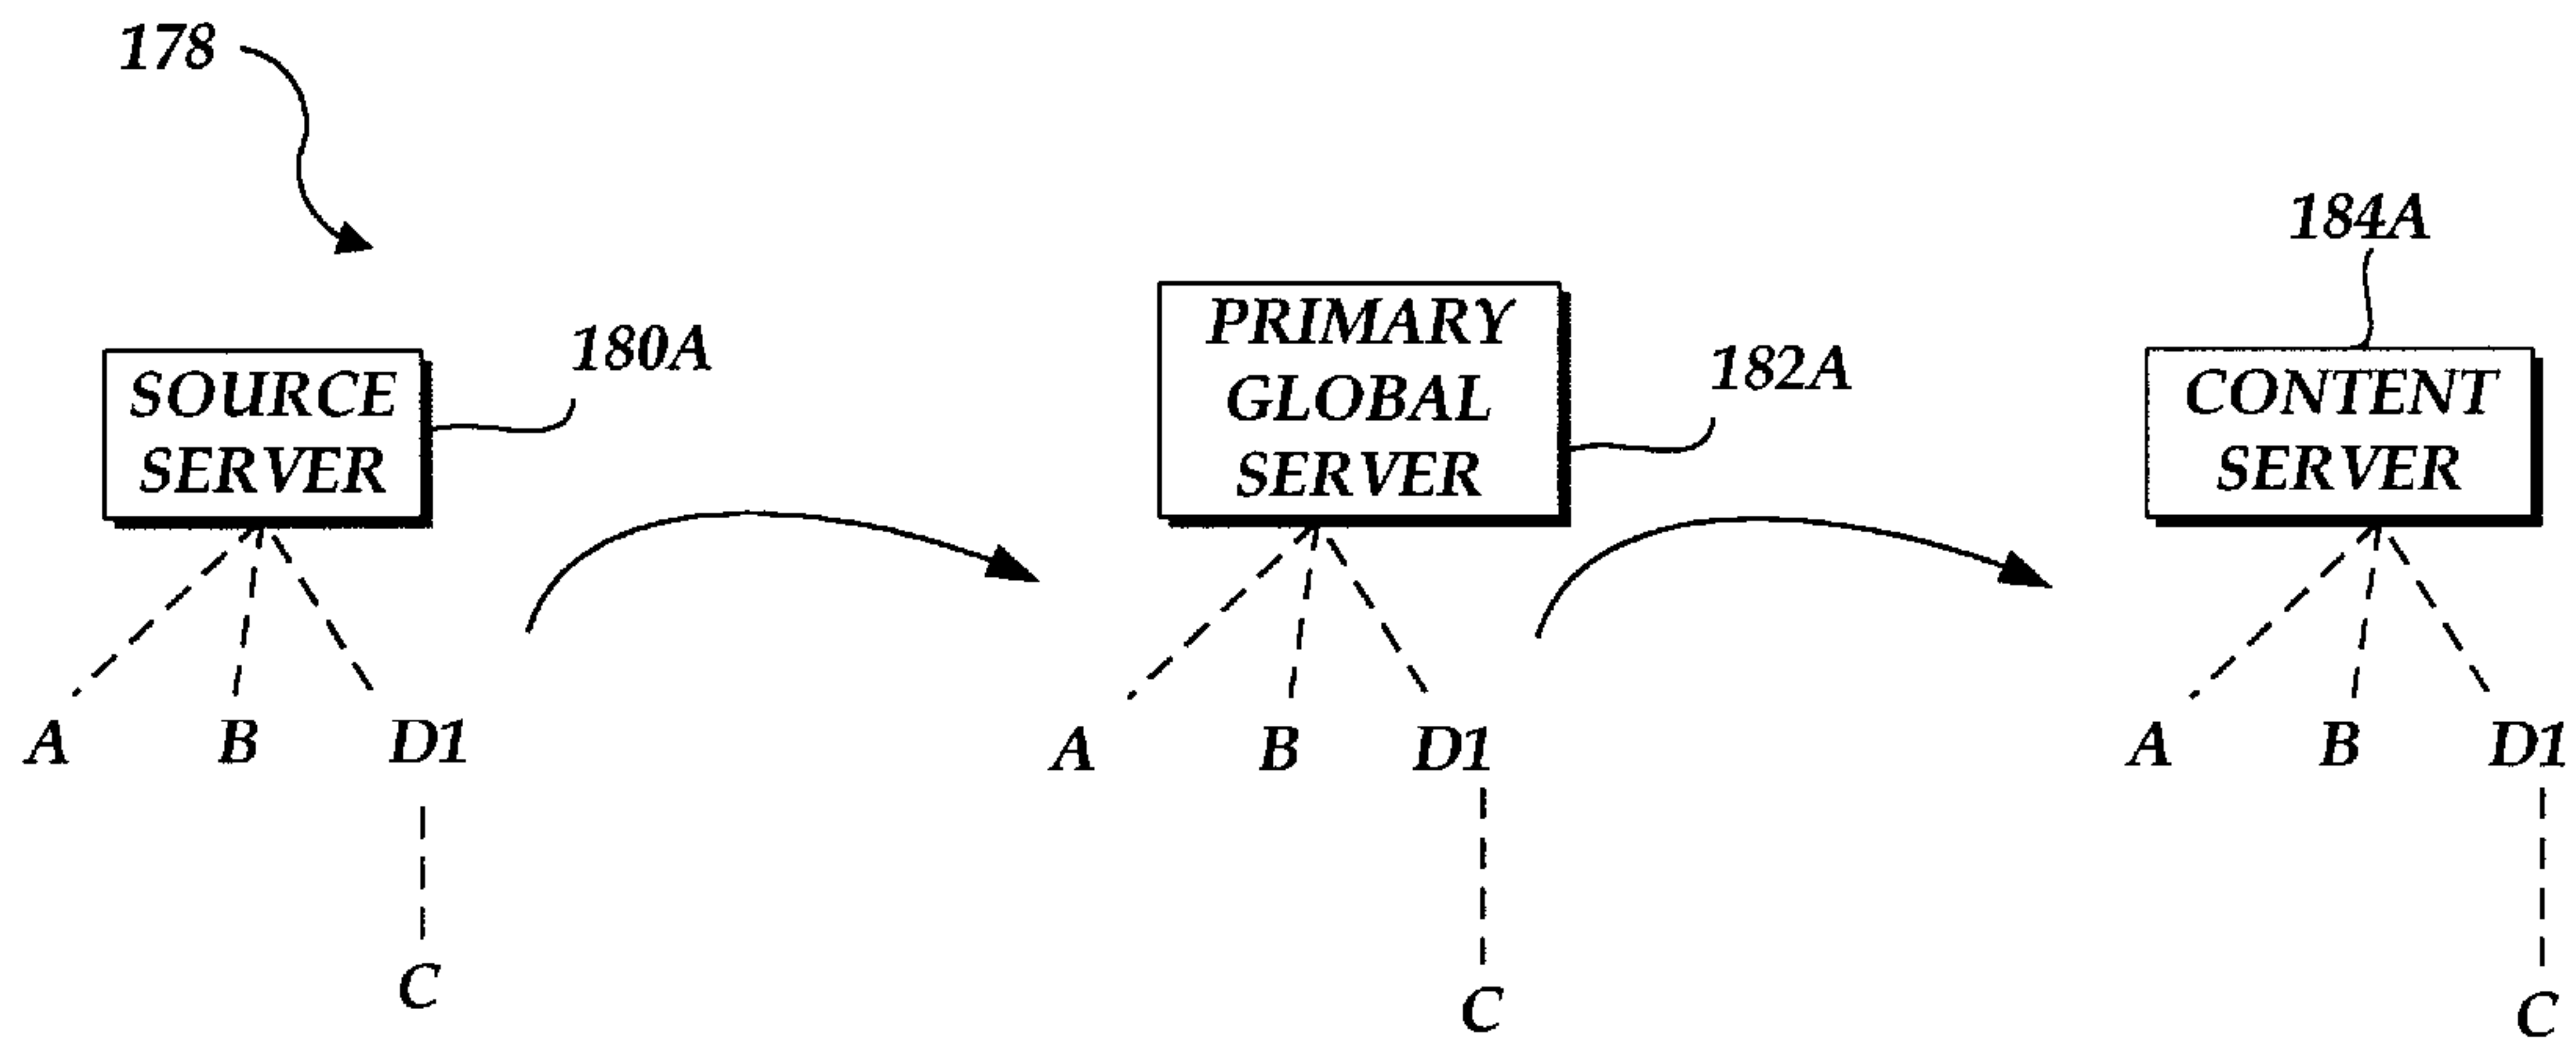 178
184A
180A
182A
SOURCE
SERVER
PRIMARY
GLOBAL
SERVER
CONTENT
SERVER
A B D1
C
A B D1
C
A B D1
C